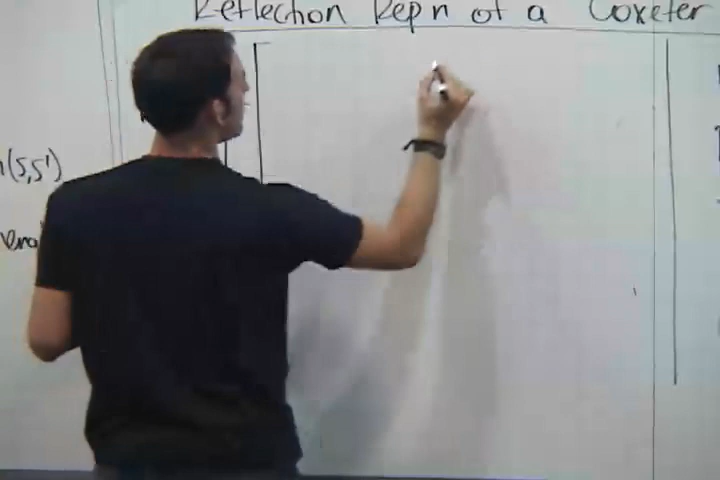 Reflection Rep'n of a Coxeter
(s,s')